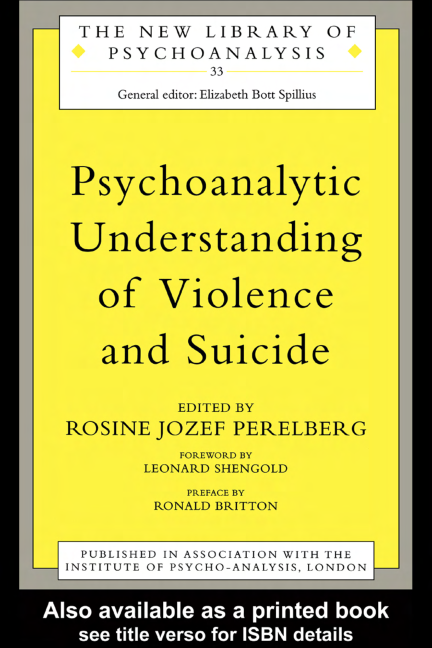 THE NEW LIBRARY OF
PSYCHOANALYSIS
33
General editor: Elizabeth Bott Spillius
Psychoanalytic
Understanding
of Violence
and Suicide
EDITED BY
ROSINE JOZEF PERELBERG
FOREWORD BY
LEONARD SHENGOLD
PREFACE BY
RONALD BRITTON
PUBLISHED IN ASSOCIATION WITH THE
INSTITUTE OF PSYCHO-ANALYSIS, LONDON
Also available as a printed book
see title verso for ISBN details